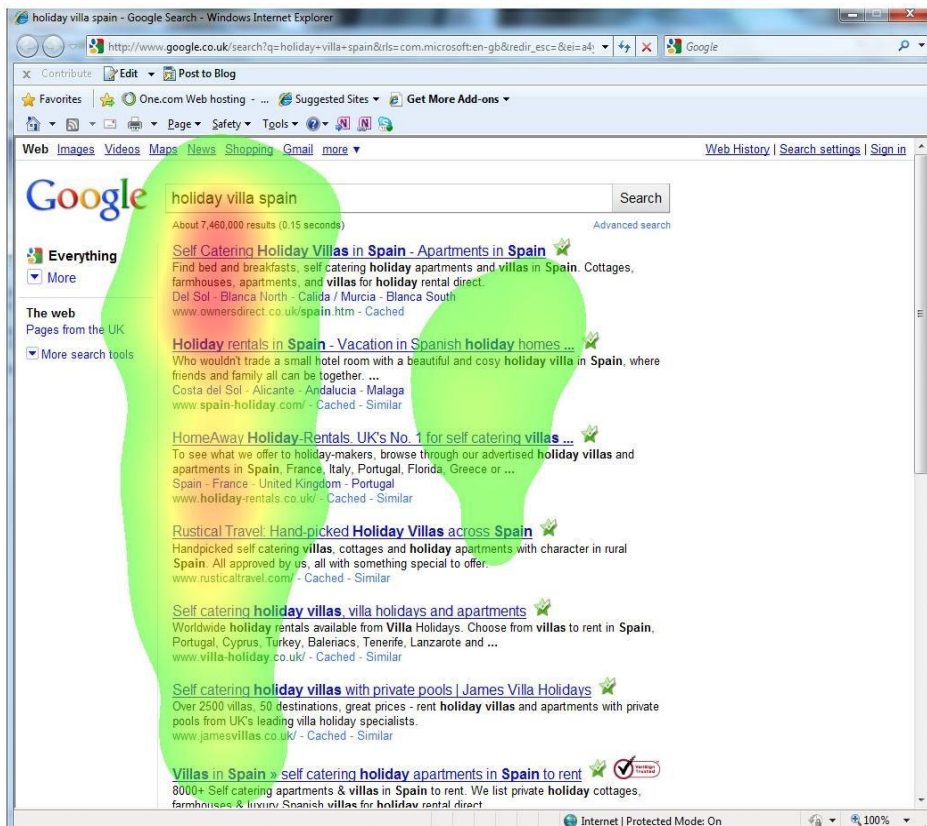 holiday villa spain - Google Search - Windows Internet Explorer
http://www.google.co.uk/search?q=holiday+villa+spain&rls=com.microsoft:en-gb&redir_esc=&ei=a4 Google
x Contribute Edit Post to Blog
Favorites One.com Web hosting - ... Suggested Sites Get More Add-ons
Page Safety Tools
Web Images Videos Maps News Shopping Gmail more Web History | Search settings | Sign in
Google holiday villa spain Search
About 7,460,000 results (0.15 seconds) Advanced search
Everything
More
The web
Pages from the UK
More search tools
Self Catering Holiday Villas in Spain - Apartments in Spain
Find bed and breakfasts, self catering holiday apartments and villas in Spain. Cottages,
farmhouses, apartments, and villas for holiday rental direct.
Del Sol - Blanca North - Calida / Murcia - Blanca South
www.ownersdirect.co.uk/spain.htm - Cached
Holiday rentals in Spain - Vacation in Spanish holiday homes ...
Who wouldn't trade a small hotel room with a beautiful and cosy holiday villa in Spain, where
friends and family all can be together. ...
Costa del Sol - Alicante - Andalucia - Malaga
www.spain-holiday.com/ - Cached - Similar
HomeAway Holiday-Rentals. UK's No. 1 for self catering villas ...
To see what we offer to holiday-makers, browse through our advertised holiday villas and
apartments in Spain, France, Italy, Portugal, Florida, Greece or ...
Spain - France - United Kingdom - Portugal
www.holiday-rentals.co.uk/ - Cached - Similar
Rustical Travel: Hand-picked Holiday Villas across Spain
Handpicked self catering villas, cottages and holiday apartments with character in rural
Spain. All approved by us, all with something special to offer.
www.rusticaltravel.com/ - Cached - Similar
Self catering holiday villas, villa holidays and apartments
Worldwide holiday rentals available from Villa Holidays. Choose from villas to rent in Spain,
Portugal, Cyprus, Turkey, Baleriacs, Tenerife, Lanzarote and ...
www.villa-holiday.co.uk/ - Cached - Similar
Self catering holiday villas with private pools | James Villa Holidays
Over 2500 villas, 50 destinations, great prices - rent holiday villas and apartments with private
pools from UK's leading villa holiday specialists.
www.jamesvillas.co.uk/ - Cached - Similar
Villas in Spain » self catering holiday apartments in Spain to rent
8000+ Self catering apartments & villas in Spain to rent. We list private holiday cottages,
farmhouses & luxury Spanish villas for holiday rental direct.
Internet | Protected Mode: On 100%